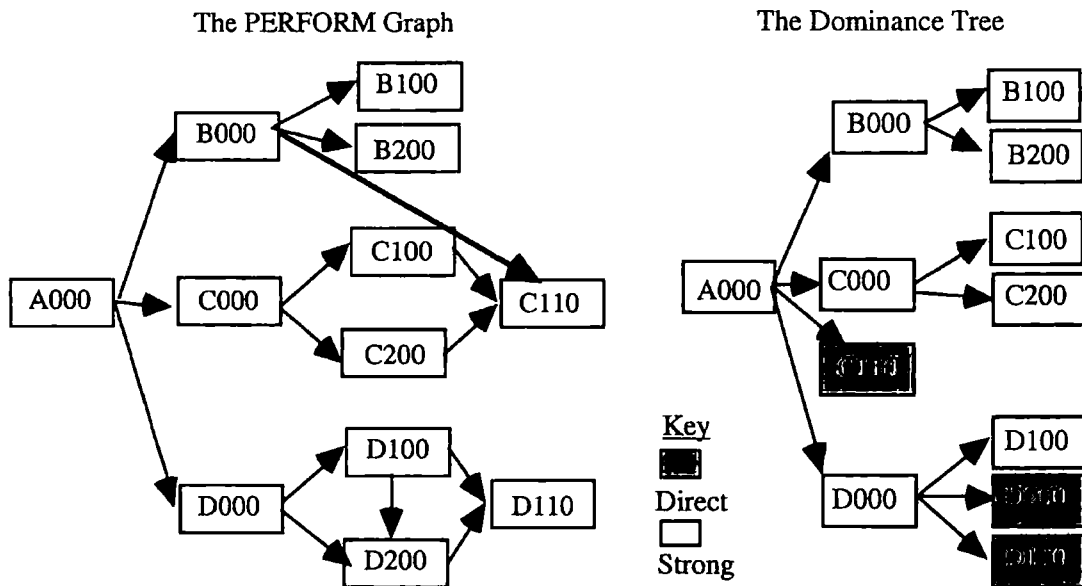 The PERFORM Graph
B100
B000
B200
C100
A000
C000
C110
C200
D100
D000
D110
D200
The Dominance Tree
B100
B000
B200
C100
A000
C000
C200
Key
D100
Direct
D000
Strong